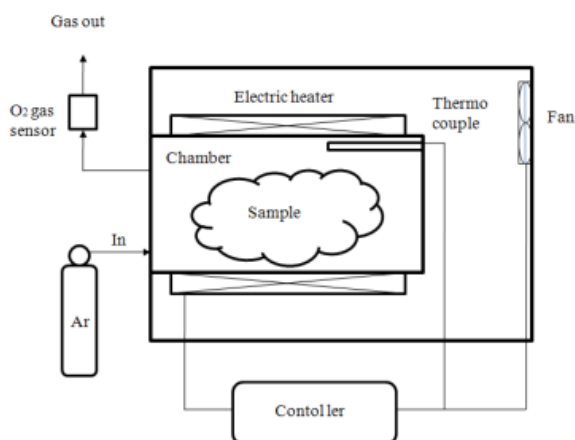 Gas out
O2 gas
sensor
Electric heater
Thermo
couple
Fan
Chamber
Sample
In
Ar
Contol ler